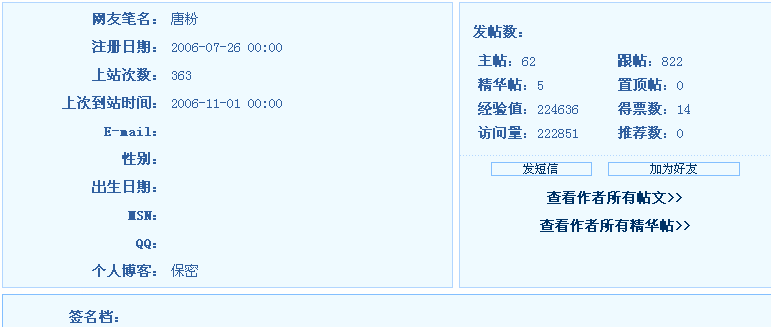 网友笔名： 唐粉
注册日期： 2006-07-26 00:00
上站次数： 363
上次到站时间： 2006-11-01 00:00
E-mail：
性别：
出生日期：
MSN：
QQ：
个人博客： 保密
发帖数：
主帖：62 跟帖：822
精华帖：5 置顶帖：0
经验值：224636 得票数：14
访问量：222851 推荐数：0
发短信 加为好友
查看作者所有帖文>>
查看作者所有精华帖>>
签名档：